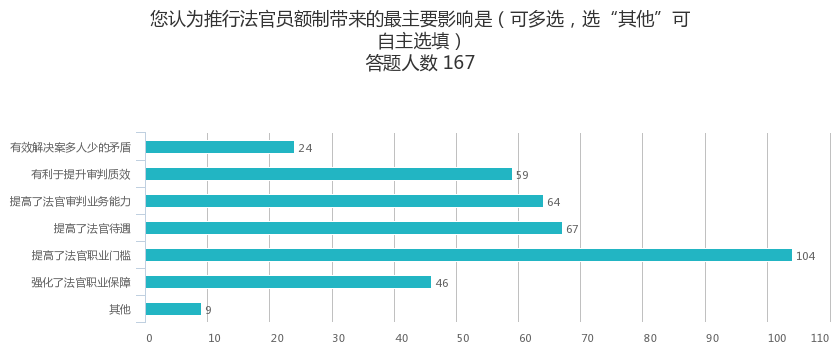 您认为推行法官员额制带来的最主要影响是（可多选，选“其他”可
自主选填）
答题人数 167
有效解决案多人少的矛盾 24
有利于提升审判质效 59
提高了法官审判业务能力 64
提高了法官待遇 67
提高了法官职业门槛 104
强化了法官职业保障 46
其他 9
0 10 20 30 40 50 60 70 80 90 100 110